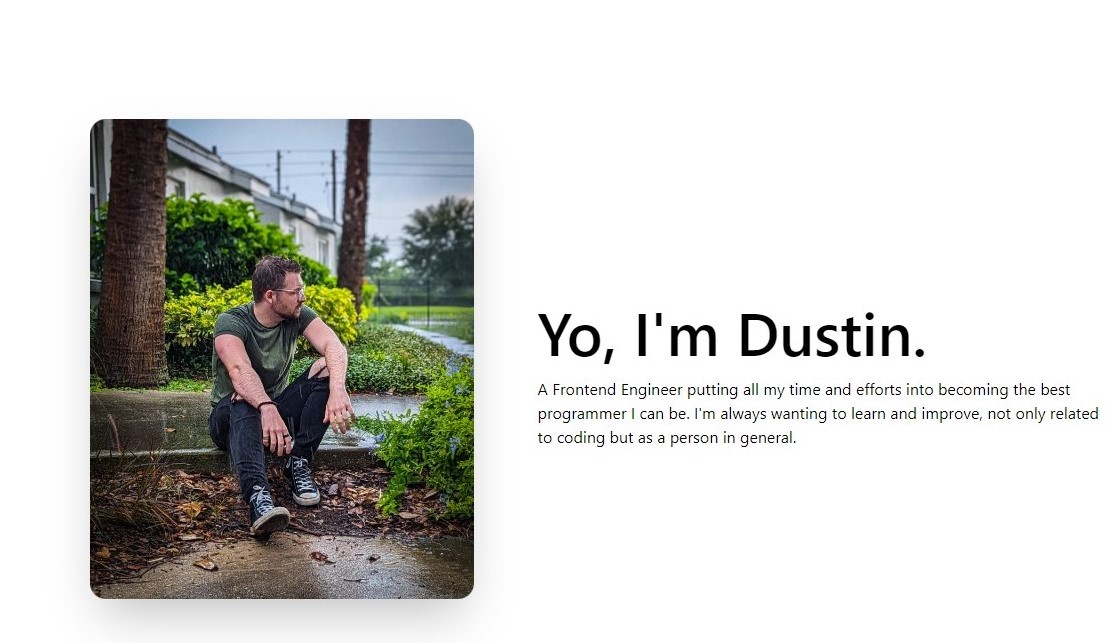 Yo, I'm Dustin.
A Frontend Engineer putting all my time and efforts into becoming the best
programmer I can be. I'm always wanting to learn and improve, not only related
to coding but as a person in general.